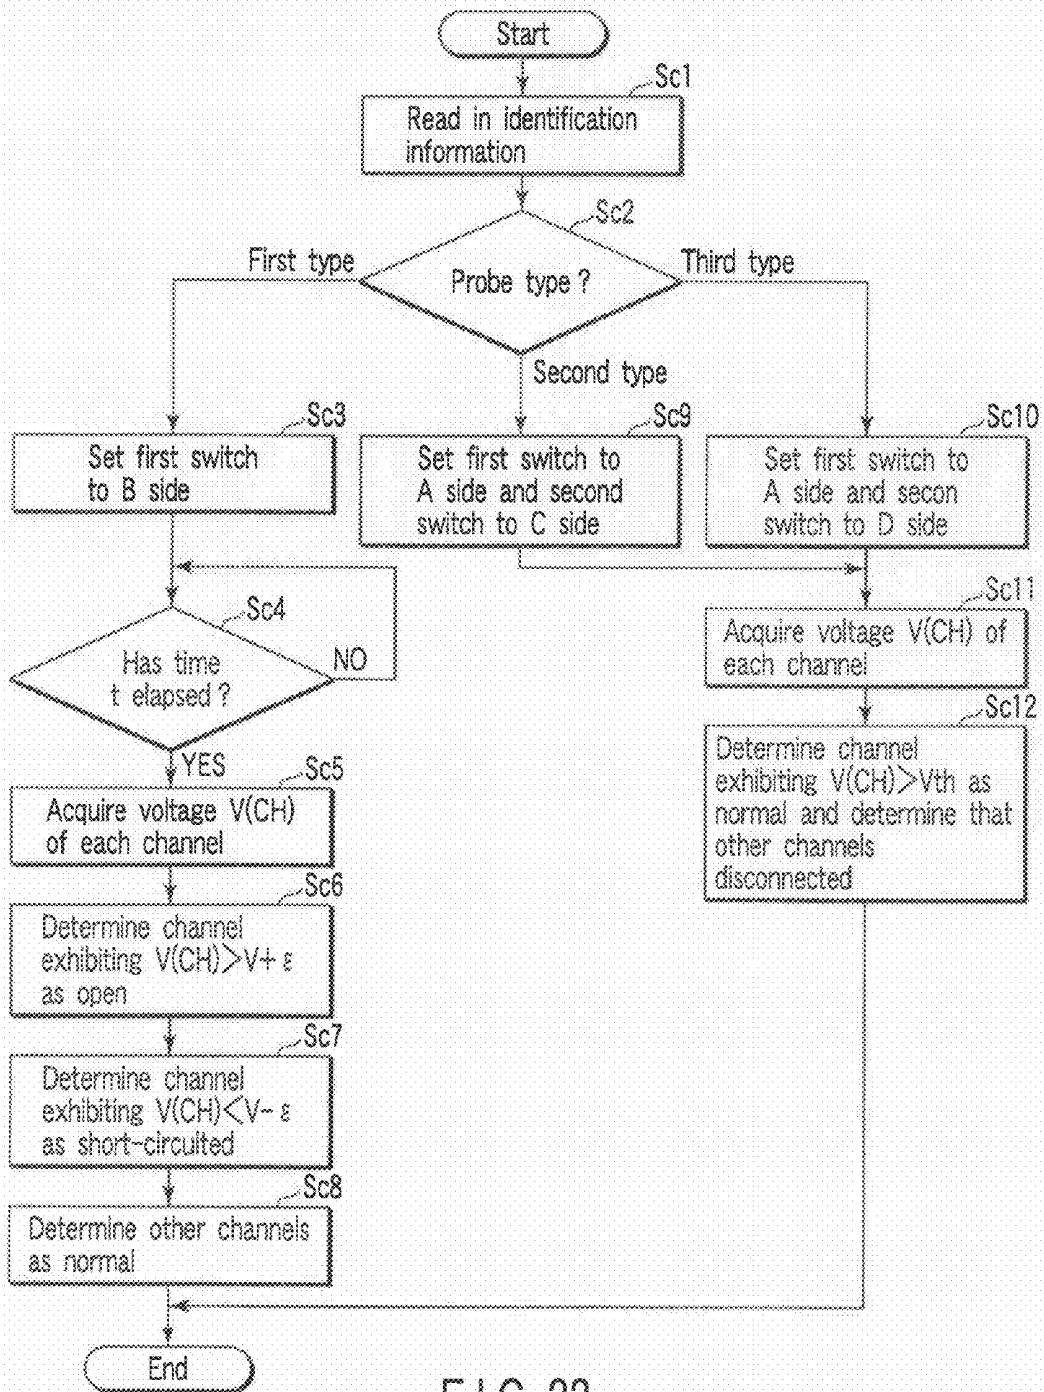 Start
Sc1
Read in identification
information
Sc2
First type
Probe type ?
Third type
Second type
Sc3
Set first switch
to B side
Sc9
Set first switch to
A side and second
switch to C side
Sc10
Set first switch to
A side and secon
switch to D side
Sc4
Has time
t elapsed ?
NO
YES
Sc11
Acquire voltage V(CH) of
each channel
Sc12
Determine channel
exhibiting V(CH)>Vth as
normal and determine that
other channels
disconnected
Sc5
Acquire voltage V(CH)
of each channel
Sc6
Determine channel
exhibiting V(CH)>V+ ε
as open
Sc7
Determine channel
exhibiting V(CH)<V- ε
as short-circuited
Sc8
Determine other channels
as normal
End
FIG.